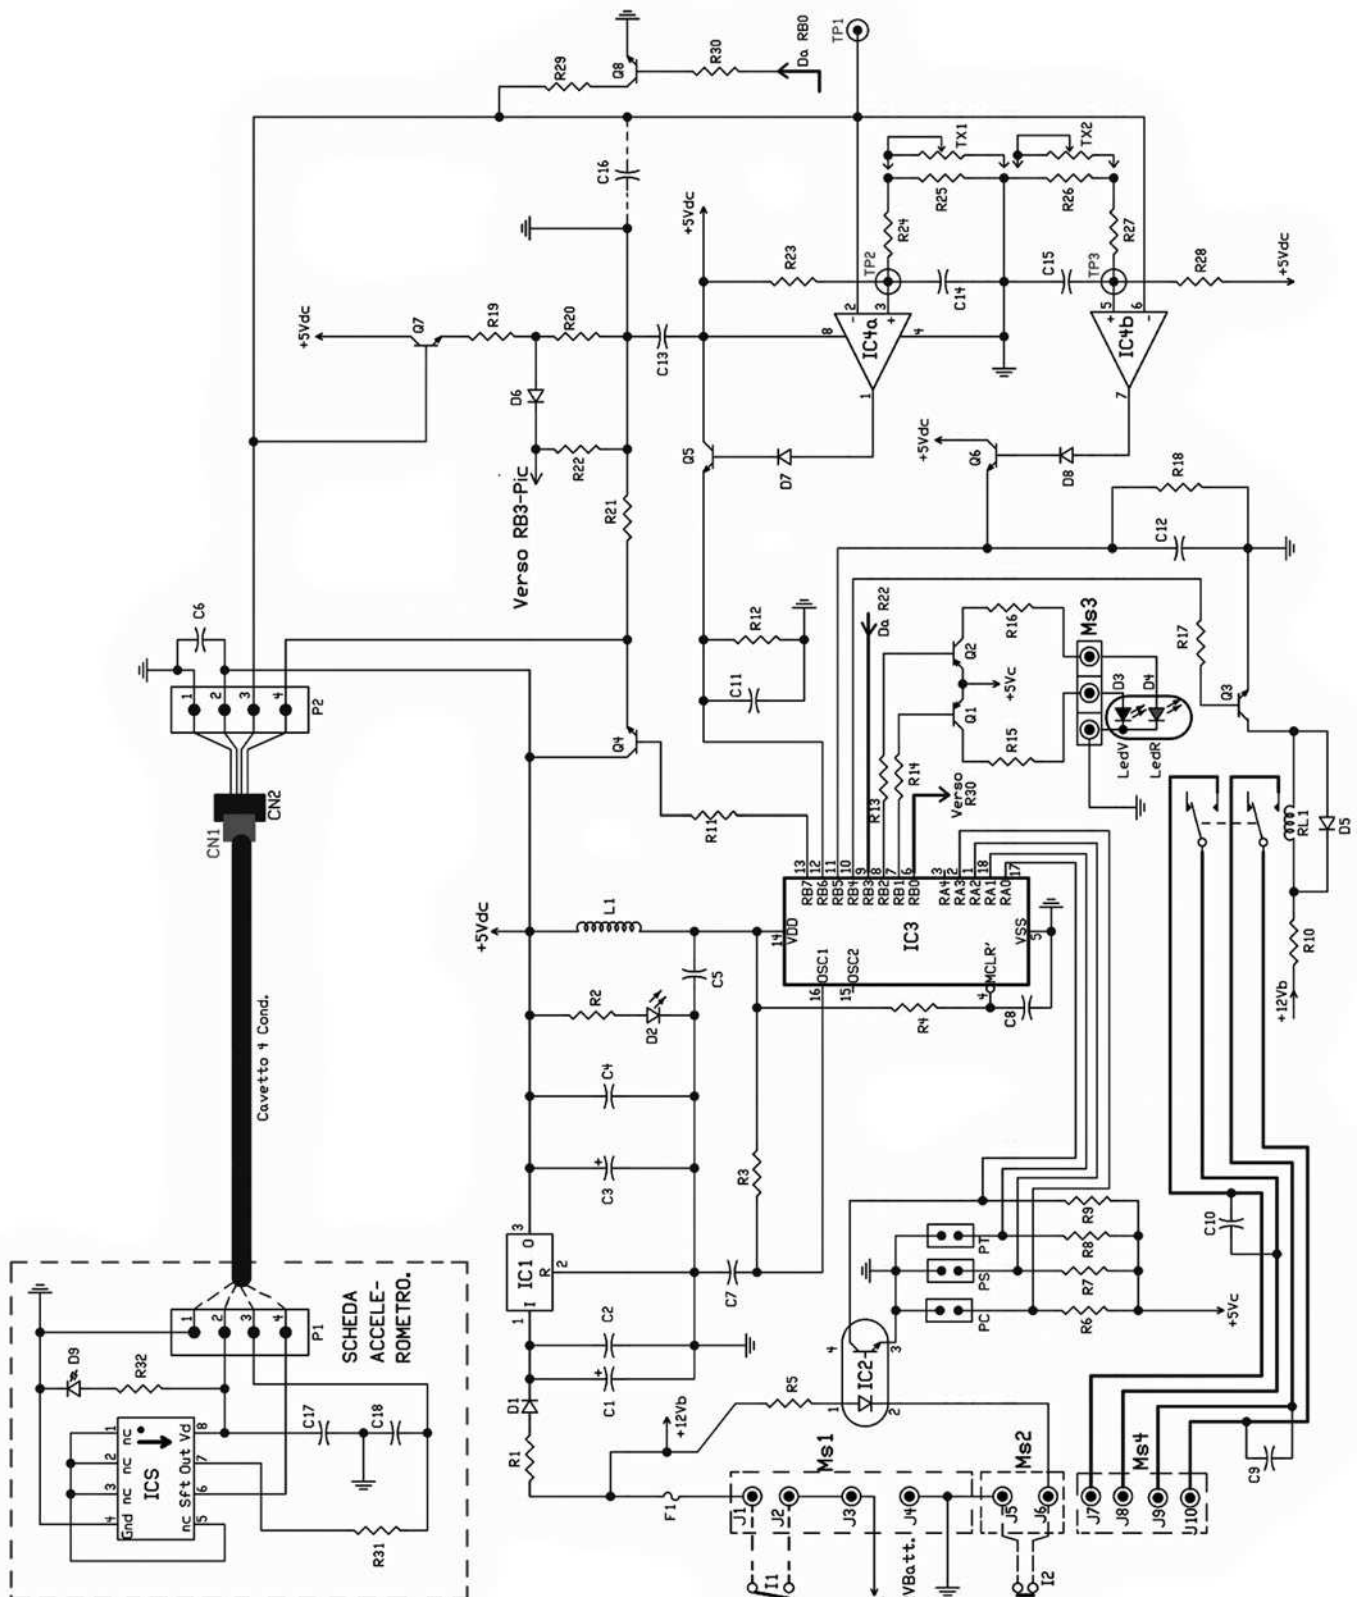 TP1
Da RB0
R30
Q8
R29
C16
+5Vdc
TX1
TX2
R25
R26
R24
R27
+5Vdc
Q7
R19
R20
D6
R22
Verso RB3-Pic
R21
C13
R23
TP2
C14
C15
TP3
R28
+5Vdc
2
-
3
+
8
4
IC4a
1
5
+
6
-
IC4b
7
Q5
D7
+5Vdc
Q6
D8
R18
C12
C6
1
2
3
4
P2
R12
C11
Da R22
R16
Q2
+5Vc
Q1
R15
Ms3
D3
D4
LedV
LedR
R17
Q3
CN2
CN1
Q4
R11
R13
R14
Verso
R30
RL1
D5
13
12
11
10
9
8
7
6
3
2
1
18
17
RB7
RB6
RB5
RB4
RB3
RB2
RB1
RB0
RA4
RA3
RA2
RA1
RA0
+5Vdc
L1
14
VDD
IC3
VSS
5
16
OSC1
15
OSC2
4
MCLR'
R10
+12Vb
Cavetto 4 Cond.
R2
D2
C5
R4
C8
C4
+
C3
R3
3
O
IC1
R
2
I
1
C7
C2
+
C1
D1
R1
R9
PT
R8
PS
R7
PC
R6
+5Vc
C10
4
3
IC2
1
2
R5
+12Vb
SCHEDA
ACCELE-
ROMETRO.
1
2
3
4
P1
D9
R32
C17
C18
1
2
3
4
nc
nc
nc
Gnd
ICS
8
7
6
5
Vd
Out
Sft
nc
R31
F1
Ms1
J1
J2
J3
J4
Ms2
J5
J6
Ms4
J7
J8
J9
J10
C9
I1
VBatt.
I2